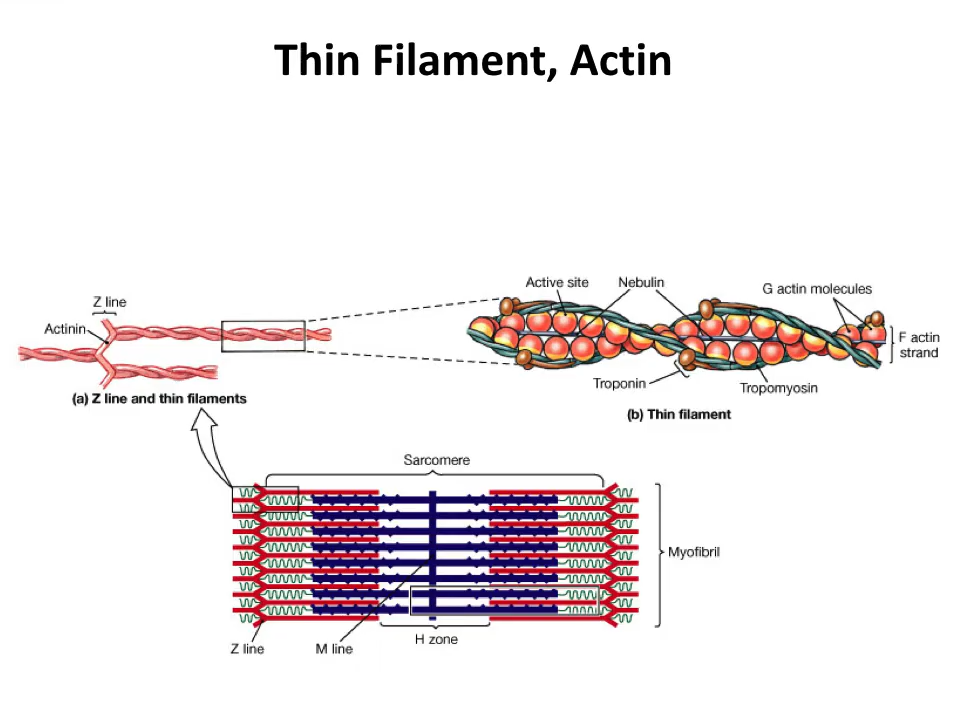 Thin Filament, Actin
Z line
Actinin
(a) Z line and thin filaments
Active site
Nebulin
G actin molecules
F actin
strand
Troponin
Tropomyosin
(b) Thin filament
Sarcomere
Myofibril
Z line
M line
H zone